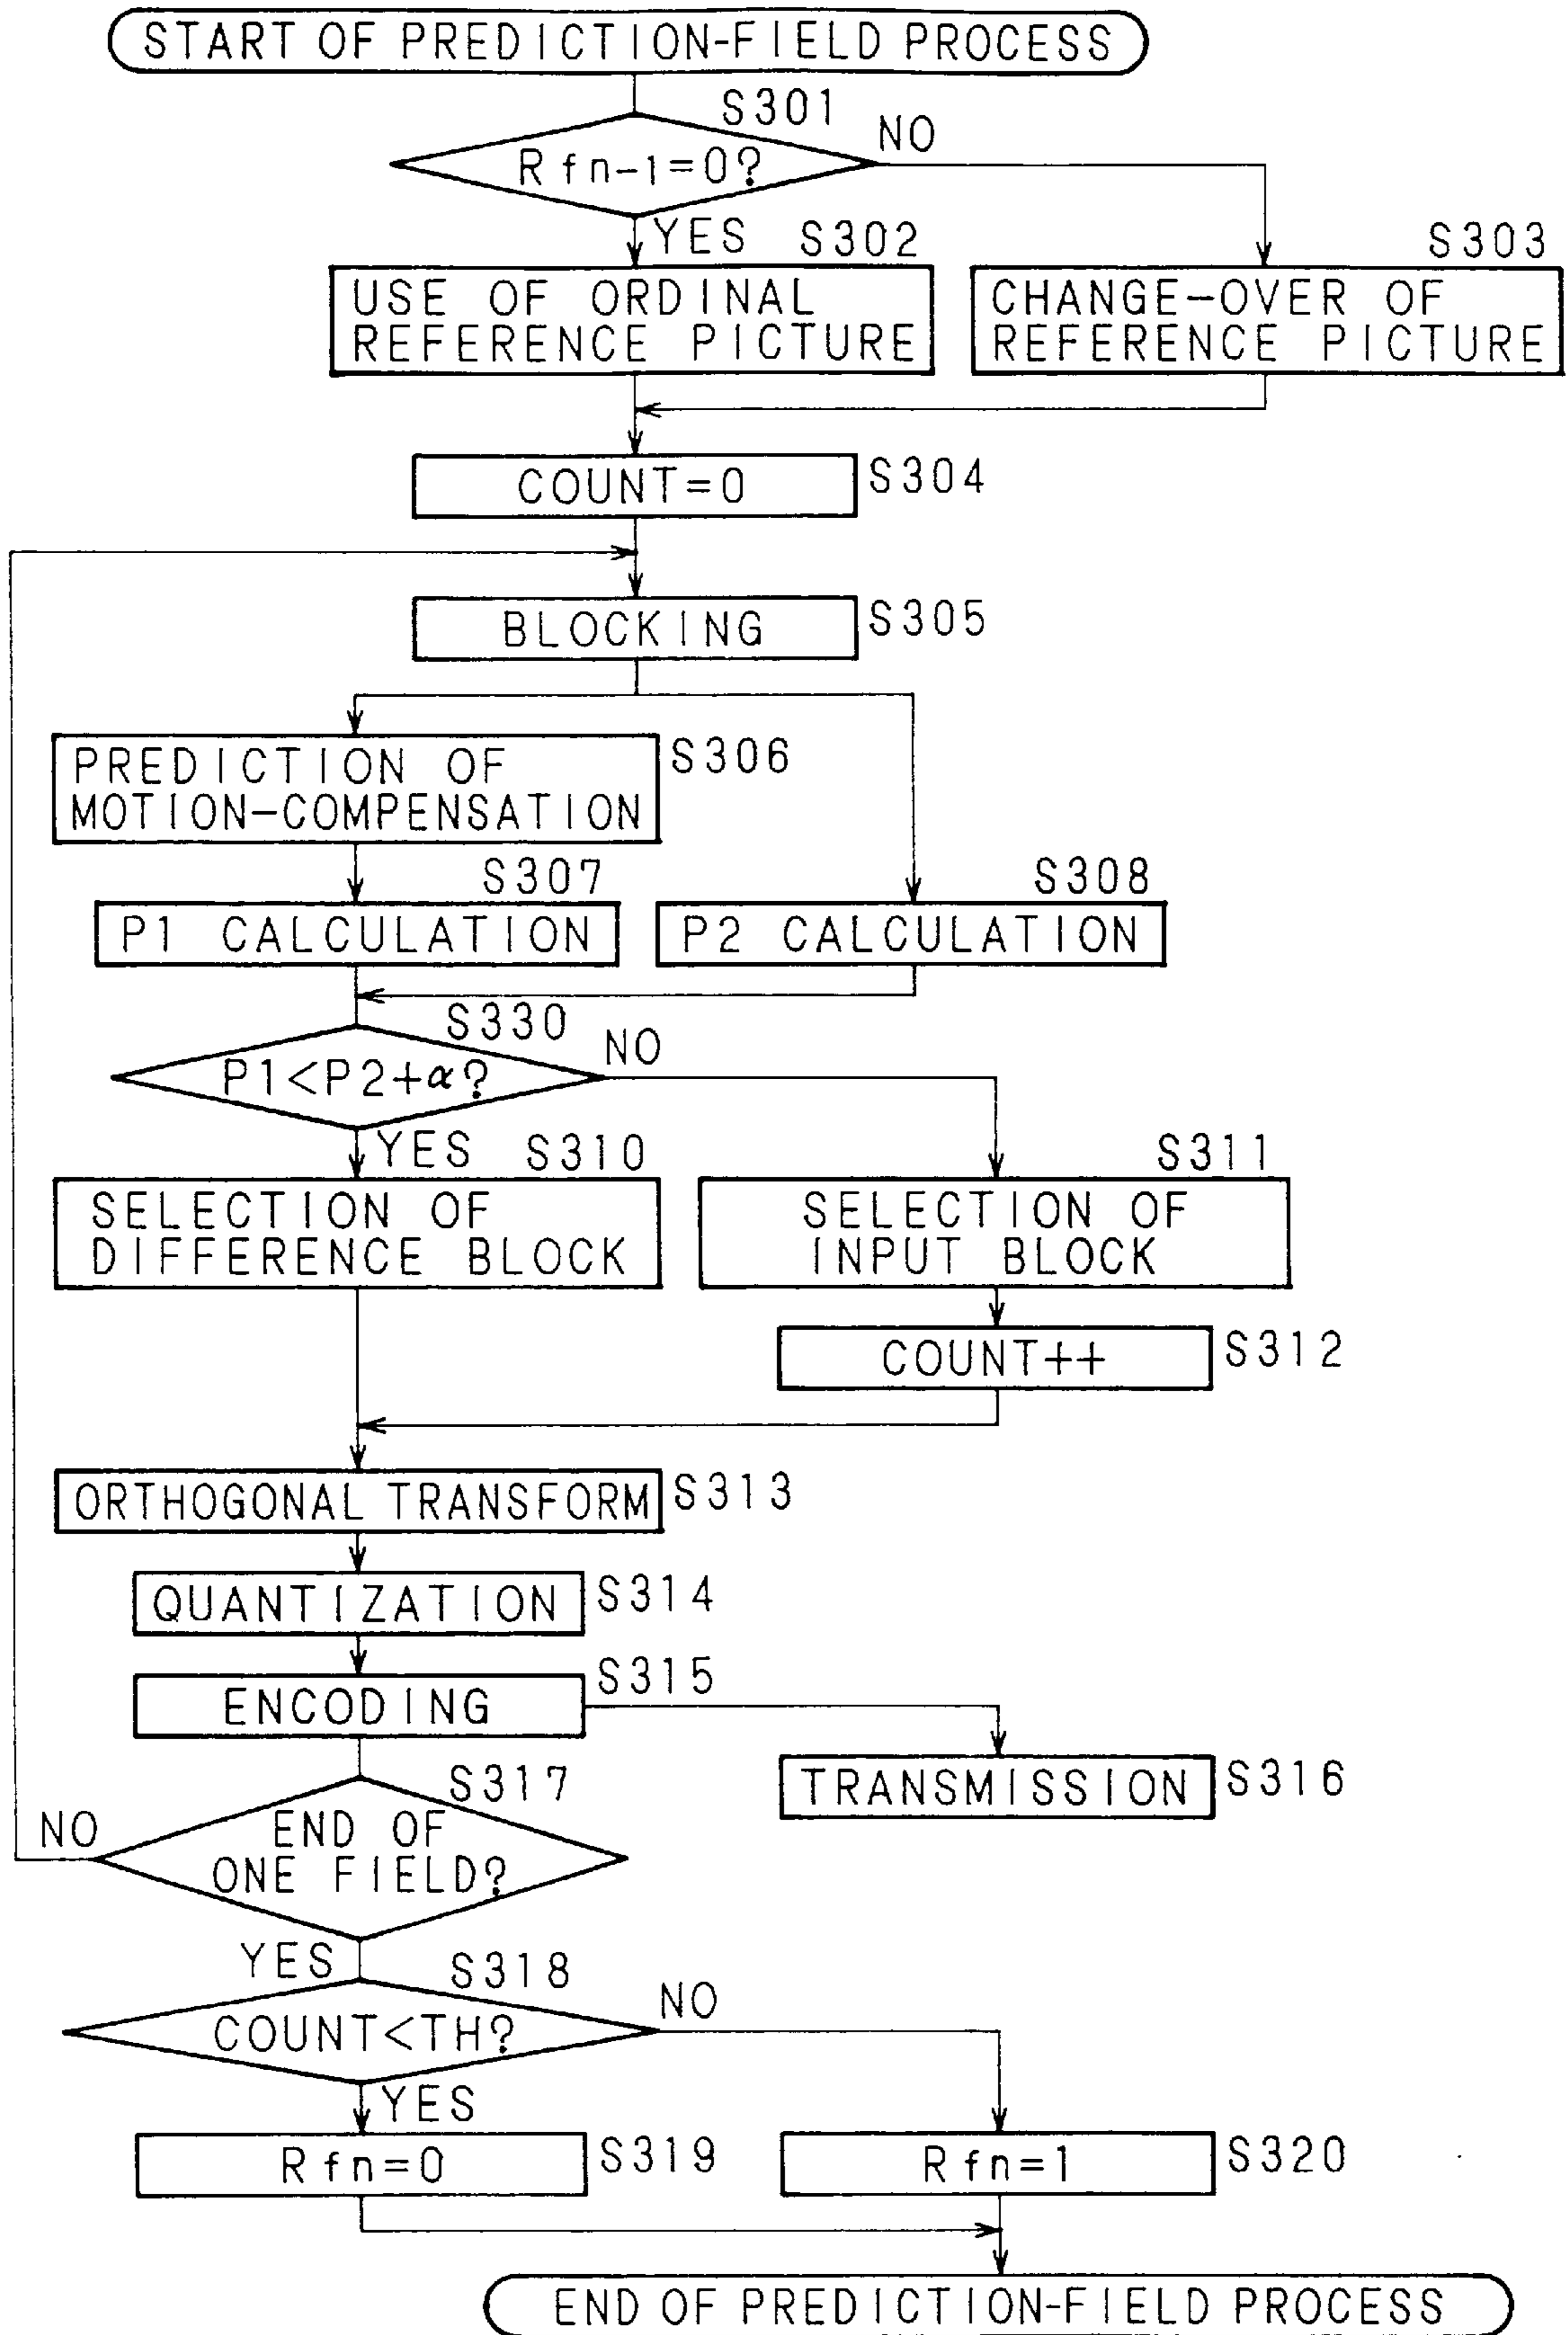 START OF PREDICTION-FIELD PROCESS
S301
Rfn-1=0?
NO
YES
S302
S303
USE OF ORDINAL
REFERENCE PICTURE
CHANGE-OVER OF
REFERENCE PICTURE
COUNT=0
S304
BLOCKING
S305
PREDICTION OF
MOTION-COMPENSATION
S306
S307
S308
P1 CALCULATION
P2 CALCULATION
S330
P1<P2+α?
NO
YES
S310
S311
SELECTION OF
DIFFERENCE BLOCK
SELECTION OF
INPUT BLOCK
COUNT++
S312
ORTHOGONAL TRANSFORM
S313
QUANTIZATION
S314
ENCODING
S315
TRANSMISSION
S316
S317
NO
END OF
ONE FIELD?
YES
S318
COUNT<TH?
NO
YES
Rfn=0
S319
Rfn=1
S320
END OF PREDICTION-FIELD PROCESS